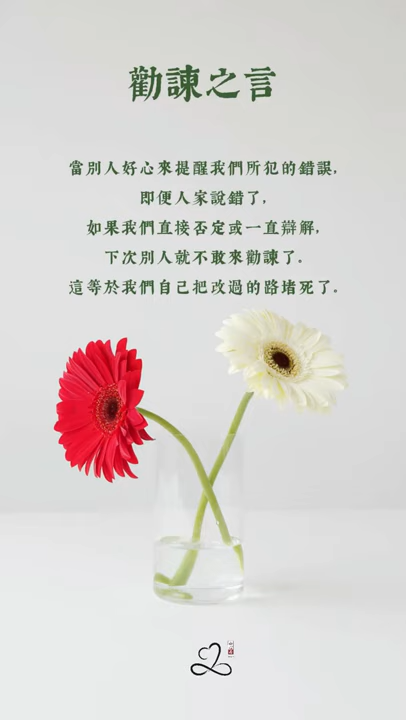 勸諫之言
當別人好心來提醒我們所犯的錯誤，
即便人家說錯了，
如果我們直接否定或一直辯解，
下次別人就不敢來勸諫了。
這等於我們自己把改過的路堵死了。